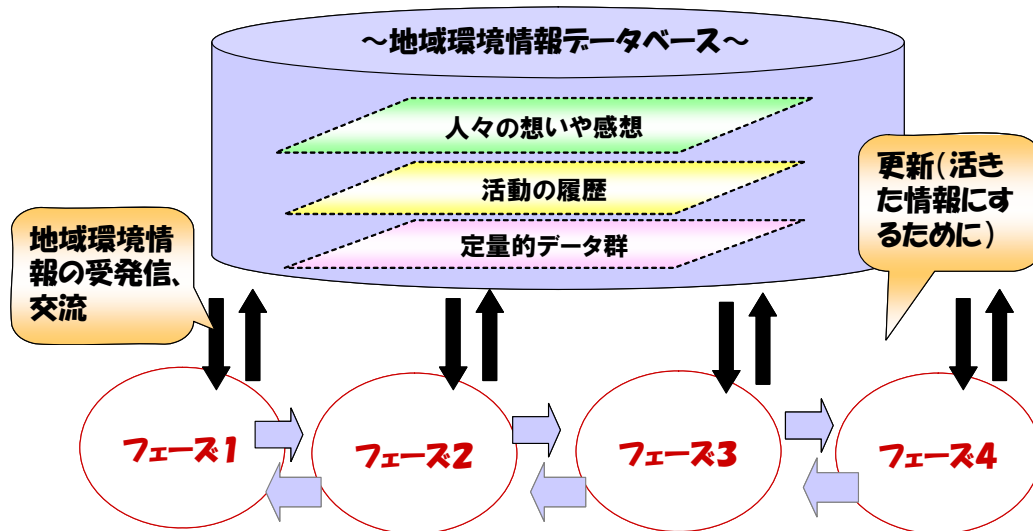 ～地域環境情報データベース～
人々の想いや感想
活動の履歴
定量的データ群
地域環境情
報の受発信、
交流
更新(活き
た情報にす
るために)
フェーズ1
フェーズ2
フェーズ3
フェーズ4